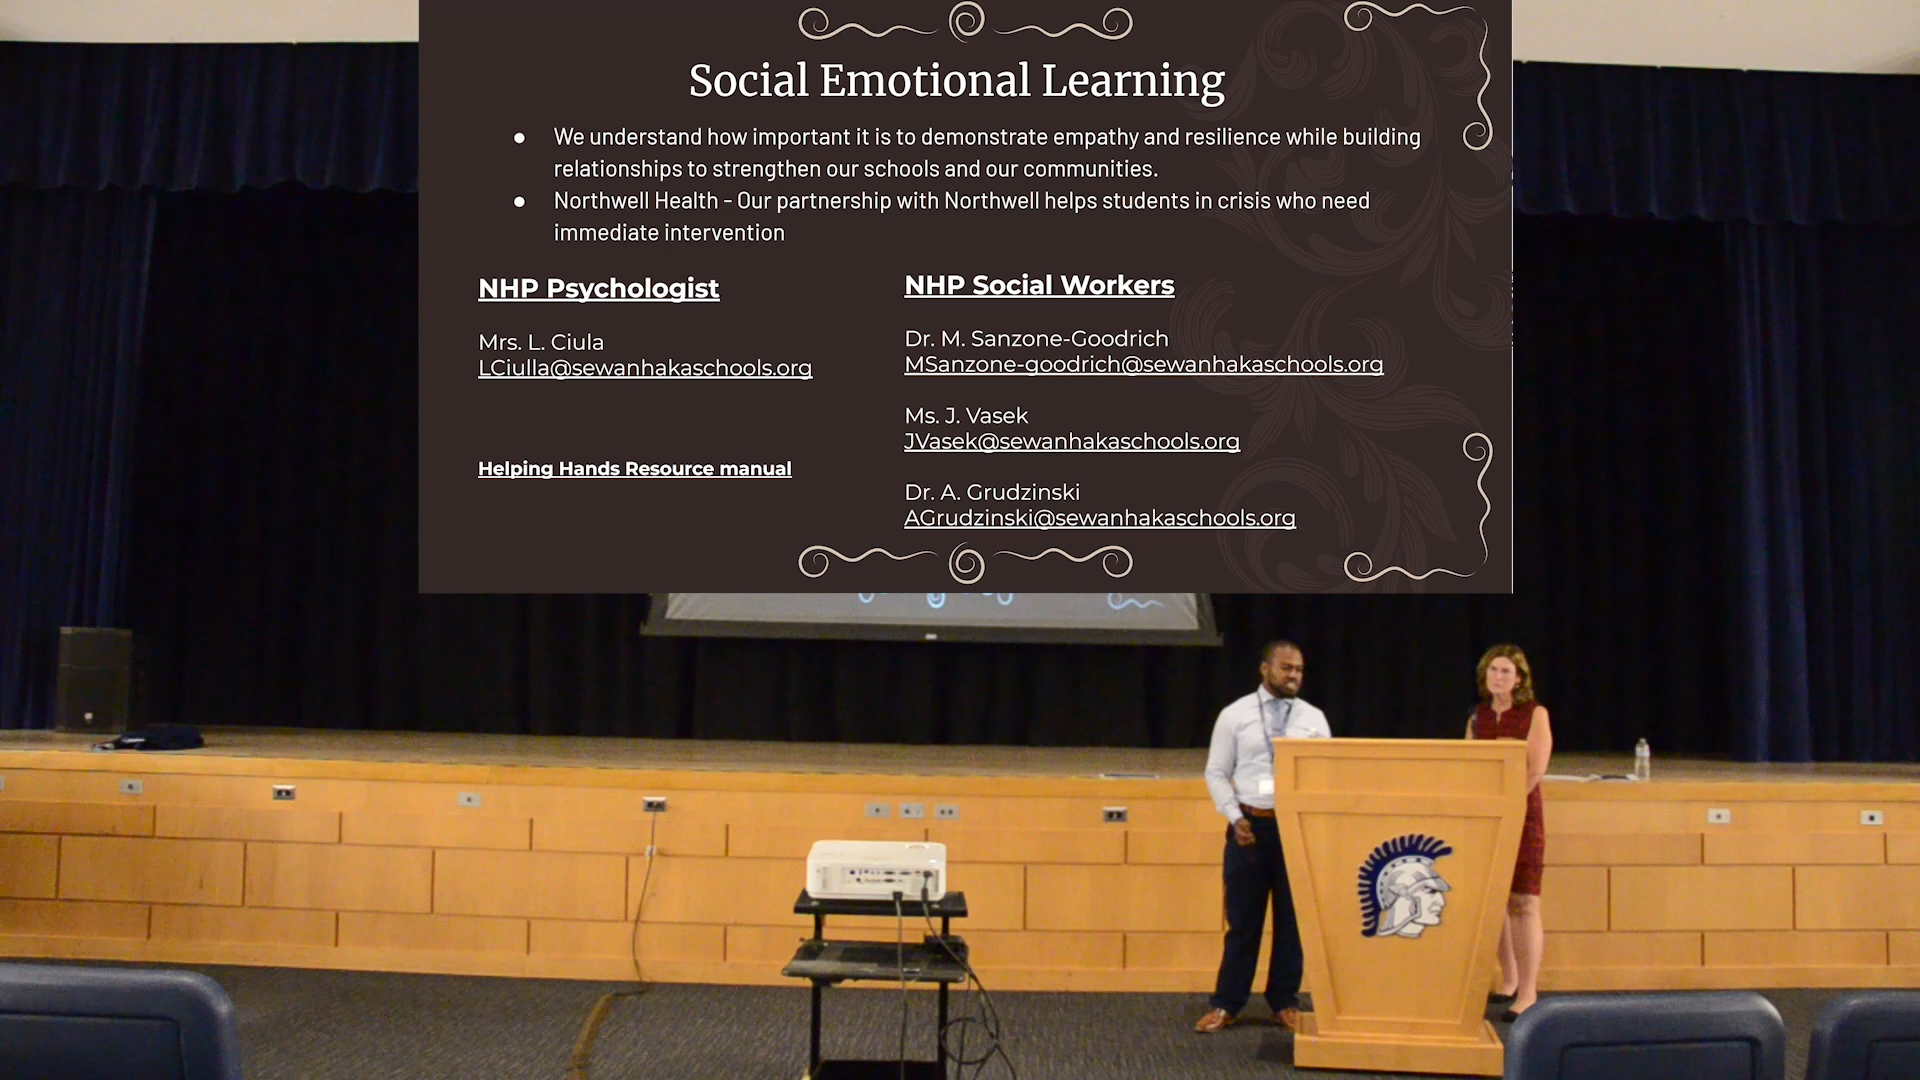 Social Emotional Learning
● We understand how important it is to demonstrate empathy and resilience while building
relationships to strengthen our schools and our communities.
● Northwell Health - Our partnership with Northwell helps students in crisis who need
immediate intervention
NHP Psychologist
Mrs. L. Ciula
LCiulla@sewanhakaschools.org
Helping Hands Resource manual
NHP Social Workers
Dr. M. Sanzone-Goodrich
MSanzone-goodrich@sewanhakaschools.org
Ms. J. Vasek
JVasek@sewanhakaschools.org
Dr. A. Grudzinski
AGrudzinski@sewanhakaschools.org